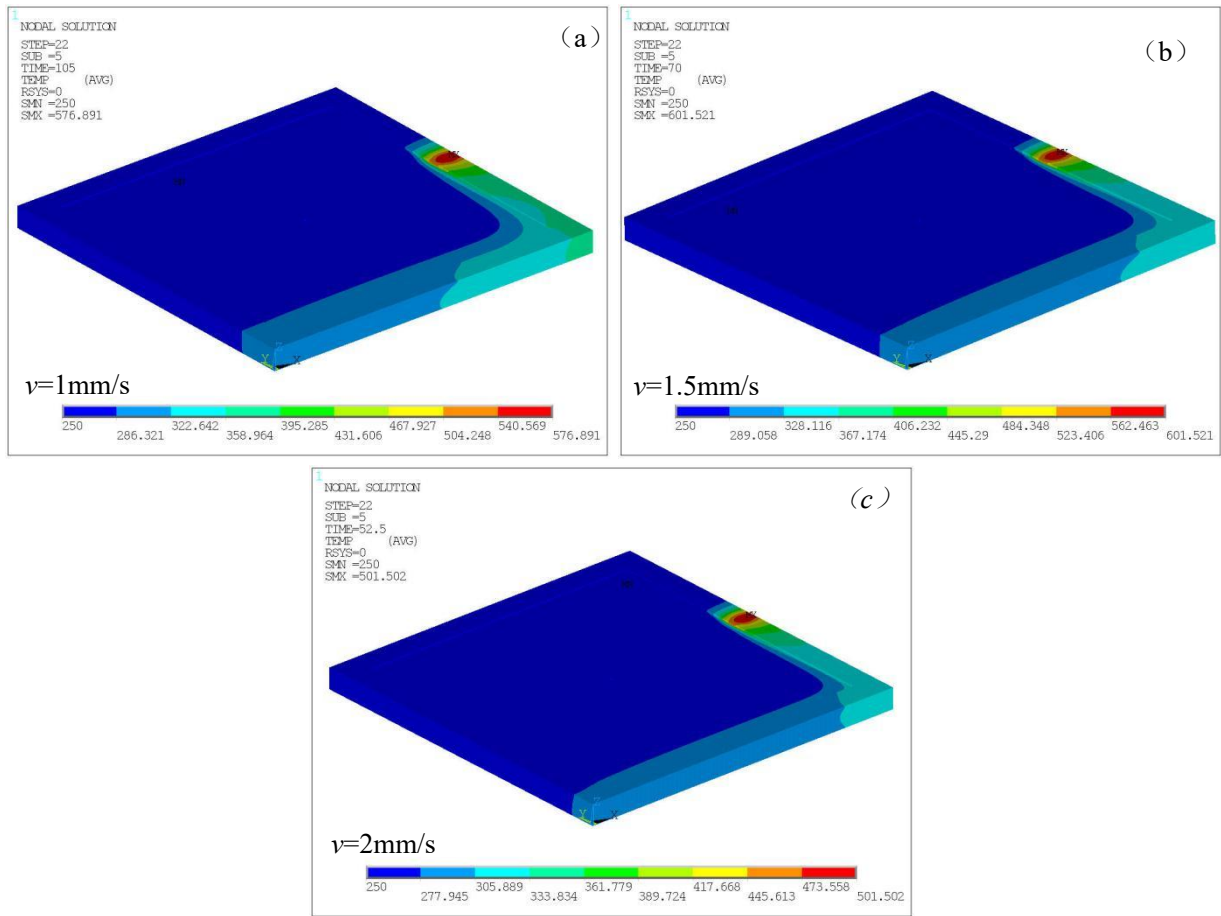 1
NODAL SOLUTION
STEP=22
SUB =5
TIME=105
TEMP (AVG)
RSYS=0
SMN =250
SMX =576.891
（a）
MX
MN
Z
Y X
v=1mm/s
250 322.642 395.285 467.927 540.569
286.321 358.964 431.606 504.248 576.891
1
NODAL SOLUTION
STEP=22
SUB =5
TIME=70
TEMP (AVG)
RSYS=0
SMN =250
SMX =601.521
（b）
MX
MN
Z
Y X
v=1.5mm/s
250 328.116 406.232 484.348 562.463
289.058 367.174 445.29 523.406 601.521
1
NODAL SOLUTION
STEP=22
SUB =5
TIME=52.5
TEMP (AVG)
RSYS=0
SMN =250
SMX =501.502
（c）
MX
MN
Z
Y X
v=2mm/s
250 305.889 361.779 417.668 473.558
277.945 333.834 389.724 445.613 501.502